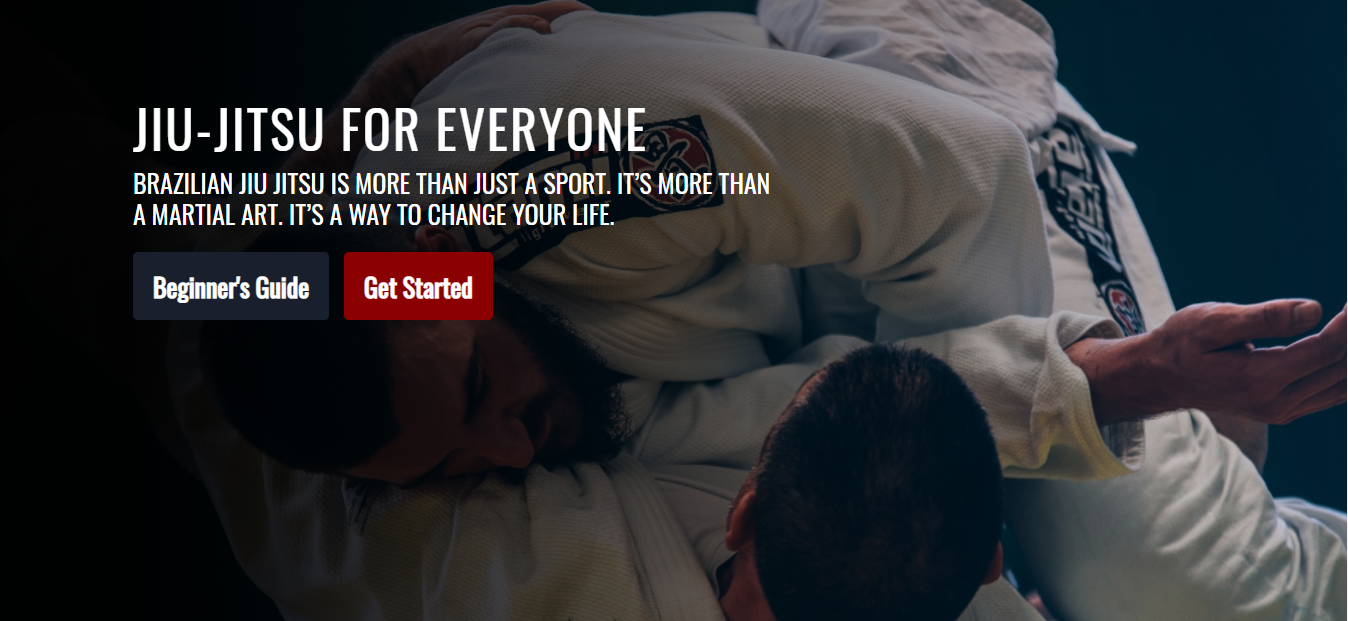 JIU-JITSU FOR EVERYONE
BRAZILIAN JIU JITSU IS MORE THAN JUST A SPORT. IT’S MORE THAN
A MARTIAL ART. IT’S A WAY TO CHANGE YOUR LIFE.
Beginner's Guide
Get Started